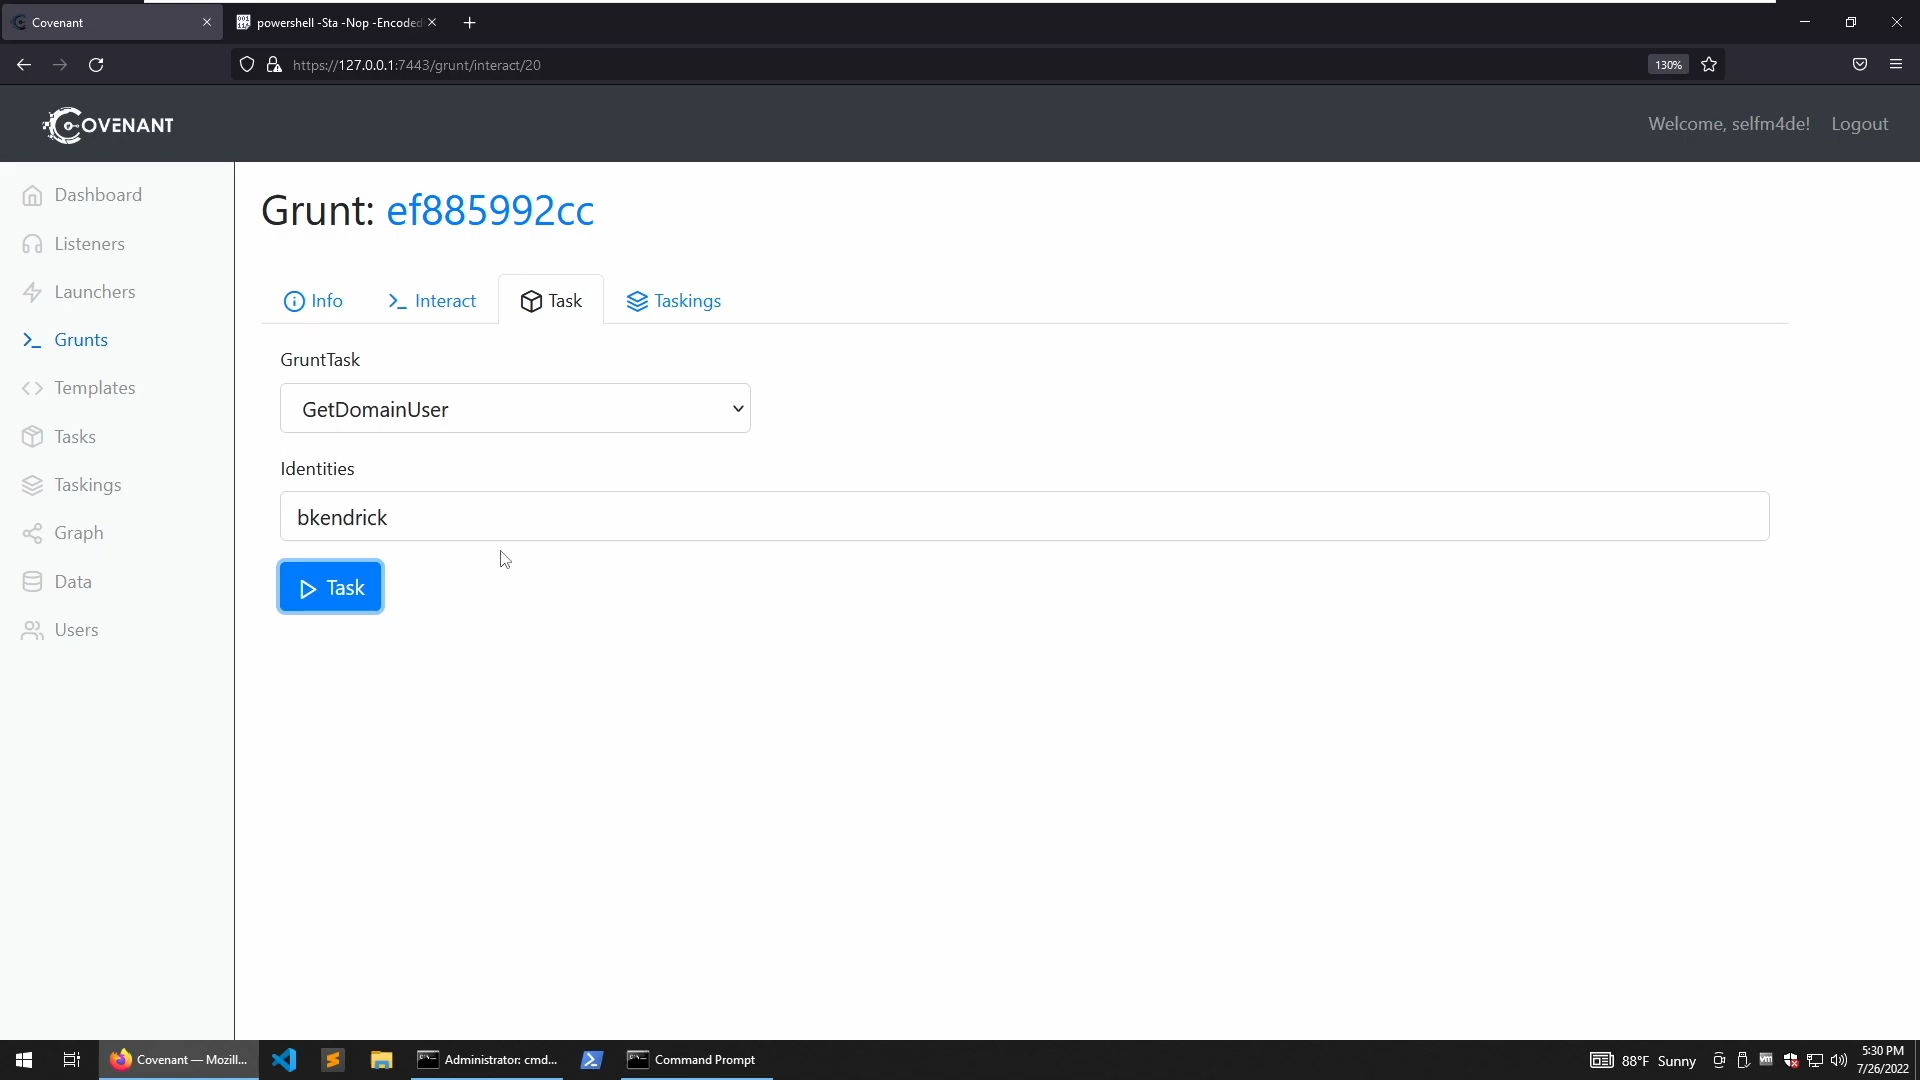 Covenant
powershell -Sta -Nop -Encoded
https://127.0.0.1:7443/grunt/interact/20
130%
COVENANT
Welcome, selfm4de!
Logout
Dashboard
Listeners
Launchers
Grunts
Templates
Tasks
Taskings
Graph
Data
Users
Grunt: ef885992cc
Info
Interact
Task
Taskings
GruntTask
GetDomainUser
Identities
bkendrick
Task
Covenant — Mozill...
Administrator: cmd...
Command Prompt
88°F Sunny
5:30 PM
7/26/2022